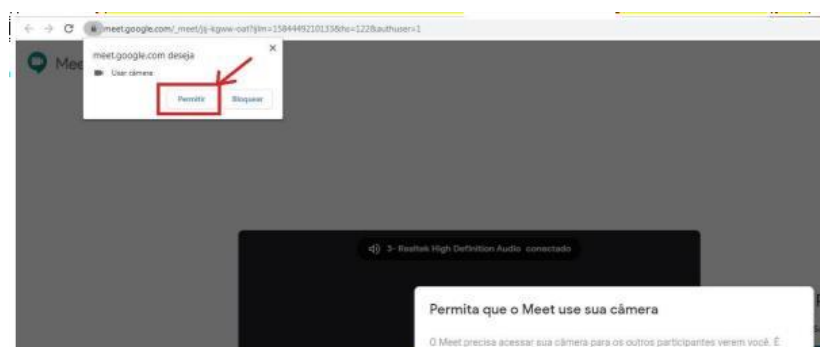 meet.google.com/_meet/jij-kgww-oat?ijlm=1584449210133&hs=122&authuser=1
Mee
meet.google.com deseja
Usar câmera
Permitir
Bloquear
3- Realtek High Definition Audio conectado
Permita que o Meet use sua câmera
O Meet precisa acessar sua câmera para os outros participantes verem você. É